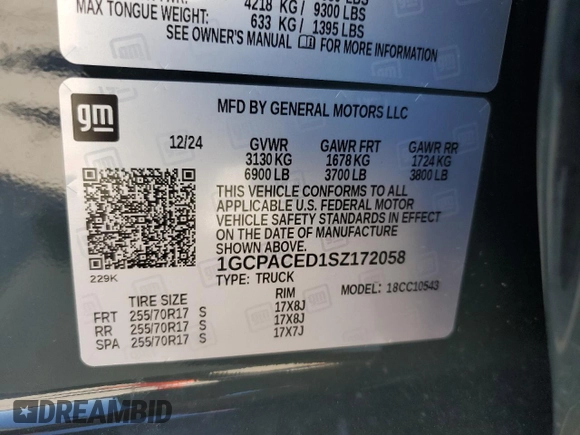 4218 KG / 9300 LBS
MAX TONGUE WEIGHT: 633 KG / 1395 LBS
SEE OWNER'S MANUAL FOR MORE INFORMATION
gm
MFD BY GENERAL MOTORS LLC
12/24 GVWR GAWR FRT GAWR RR
3130 KG 1678 KG 1724 KG
6900 LB 3700 LB 3800 LB
THIS VEHICLE CONFORMS TO ALL
APPLICABLE U.S. FEDERAL MOTOR
VEHICLE SAFETY STANDARDS IN EFFECT
ON THE DATE OF MANUFACTURE
SHOWN ABOVE.
1GCPACED1SZ172058
229K
TYPE: TRUCK
MODEL: 18CC10543
TIRE SIZE RIM
FRT 255/70R17 S 17X8J
RR 255/70R17 S 17X8J
SPA 255/70R17 S 17X7J
DREAMBID